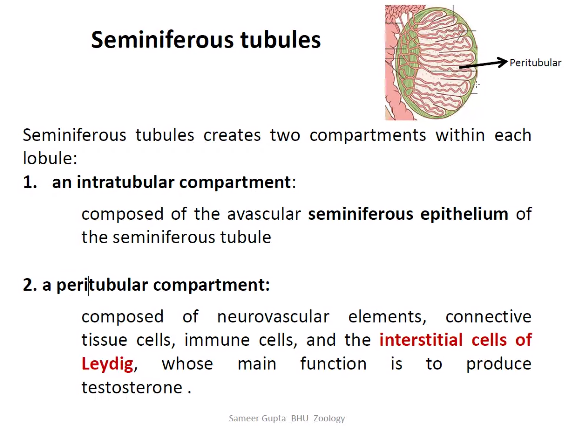 Seminiferous tubules
Peritubular
Seminiferous tubules creates two compartments within each
lobule:
1. an intratubular compartment:
composed of the avascular seminiferous epithelium of
the seminiferous tubule
2. a peritubular compartment:
composed of neurovascular elements, connective
tissue cells, immune cells, and the interstitial cells of
Leydig, whose main function is to produce
testosterone .
Sameer Gupta BHU Zoology